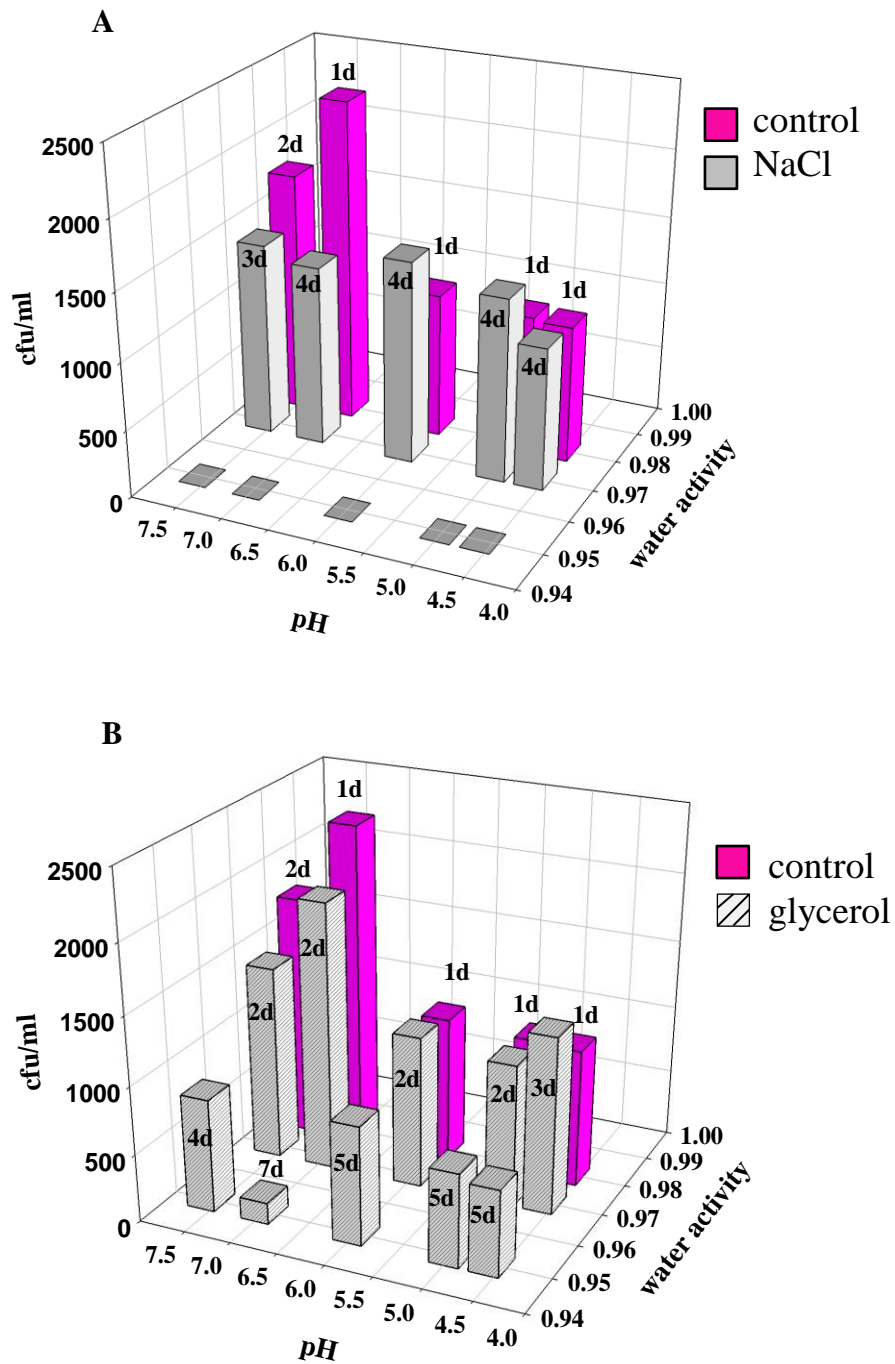 A
1d
control
2d
NaCl
2500
2000
1d
3d
1d
1d
4d
4d
1500
4d
4d
1000
cfu/ml
500
0
1.00
0.99
0.98
0.97
0.96
0.95
0.94
water activity
7.5
7.0
6.5
6.0
5.5
5.0
4.5
4.0
pH
B
1d
control
2d
glycerol
2500
2000
2d
1d
2d
1d
1d
1500
2d
2d
3d
1000
cfu/ml
4d
7d
5d
5d
5d
500
0
1.00
0.99
0.98
0.97
0.96
0.95
0.94
water activity
7.5
7.0
6.5
6.0
5.5
5.0
4.5
4.0
pH